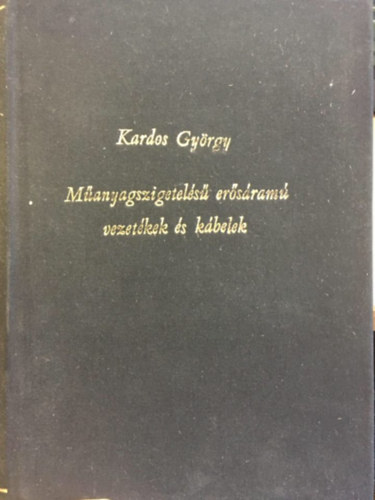 Kardos György
Műanyagszigetelésű erősáramú
vezetékek és kábelek